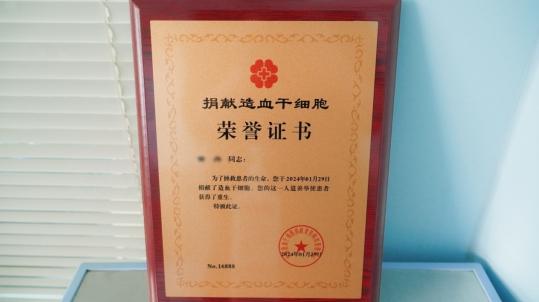 捐献造血干细胞
荣誉证书
同志：
为了拯救患者的生命，您于2024年01月29日
捐献了造血干细胞。您的这一人道善举使患者
获得了重生。
特颁此证。
2024年01月29日
No.16888